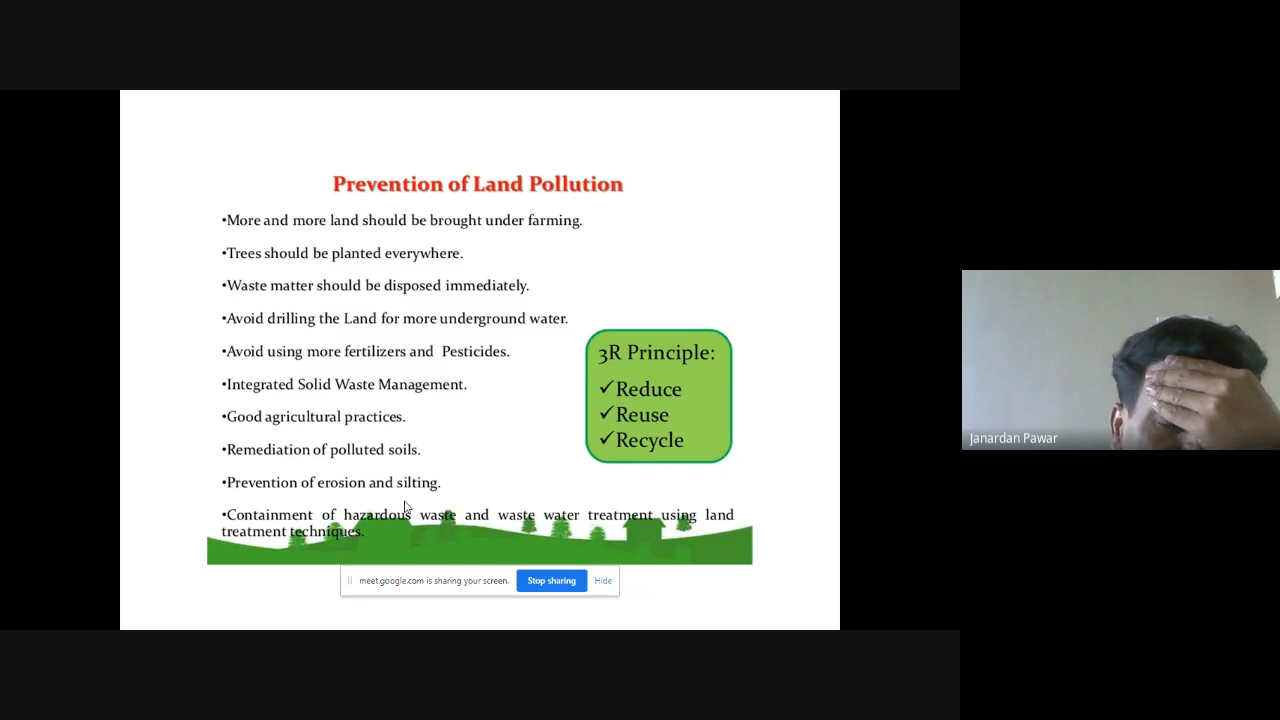 Prevention of Land Pollution
•More and more land should be brought under farming.
•Trees should be planted everywhere.
•Waste matter should be disposed immediately.
•Avoid drilling the Land for more underground water.
•Avoid using more fertilizers and Pesticides.
•Integrated Solid Waste Management.
•Good agricultural practices.
•Remediation of polluted soils.
•Prevention of erosion and silting.
•Containment of hazardous waste and waste water treatment using land
treatment techniques.
3R Principle:
✓Reduce
✓Reuse
✓Recycle
meet.google.com is sharing your screen. Stop sharing Hide
Janardan Pawar